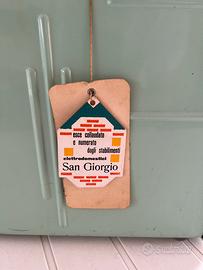 esce collaudato
e numerato
dagli stabilimenti
elettrodomestici
San Giorgio